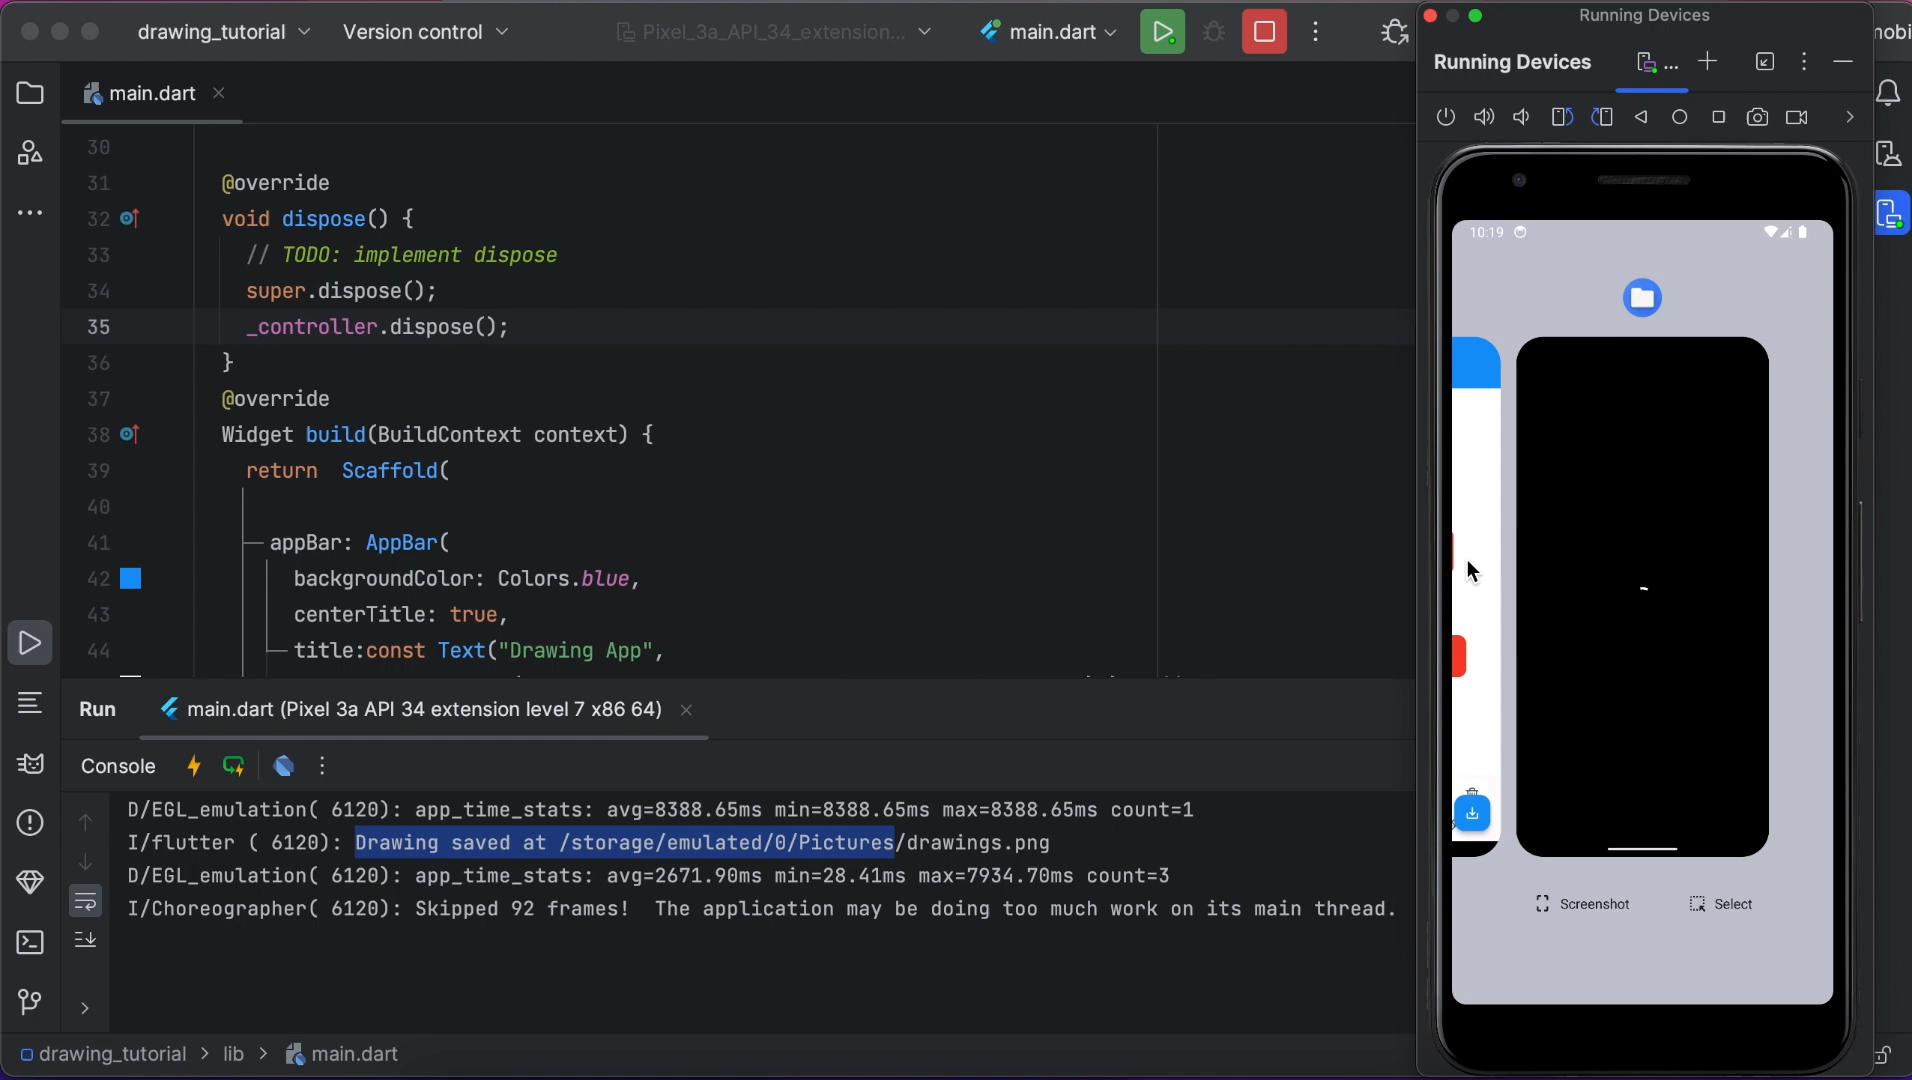 drawing_tutorial
Version control
Pixel_3a_API_34_extension...
main.dart
Running Devices
mobi
Running Devices
...
main.dart
30
31 @override
32 void dispose() {
33 // TODO: implement dispose
34 super.dispose();
35 _controller.dispose();
36 }
37 @override
38 Widget build(BuildContext context) {
39 return Scaffold(
40
41 appBar: AppBar(
42 backgroundColor: Colors.blue,
43 centerTitle: true,
44 title:const Text("Drawing App",
10:19
Screenshot
Select
Run
main.dart (Pixel 3a API 34 extension level 7 x86 64)
Console
D/EGL_emulation( 6120): app_time_stats: avg=8388.65ms min=8388.65ms max=8388.65ms count=1
I/flutter ( 6120): Drawing saved at /storage/emulated/0/Pictures/drawings.png
D/EGL_emulation( 6120): app_time_stats: avg=2671.90ms min=28.41ms max=7934.70ms count=3
I/Choreographer( 6120): Skipped 92 frames!  The application may be doing too much work on its main thread.
drawing_tutorial > lib > main.dart